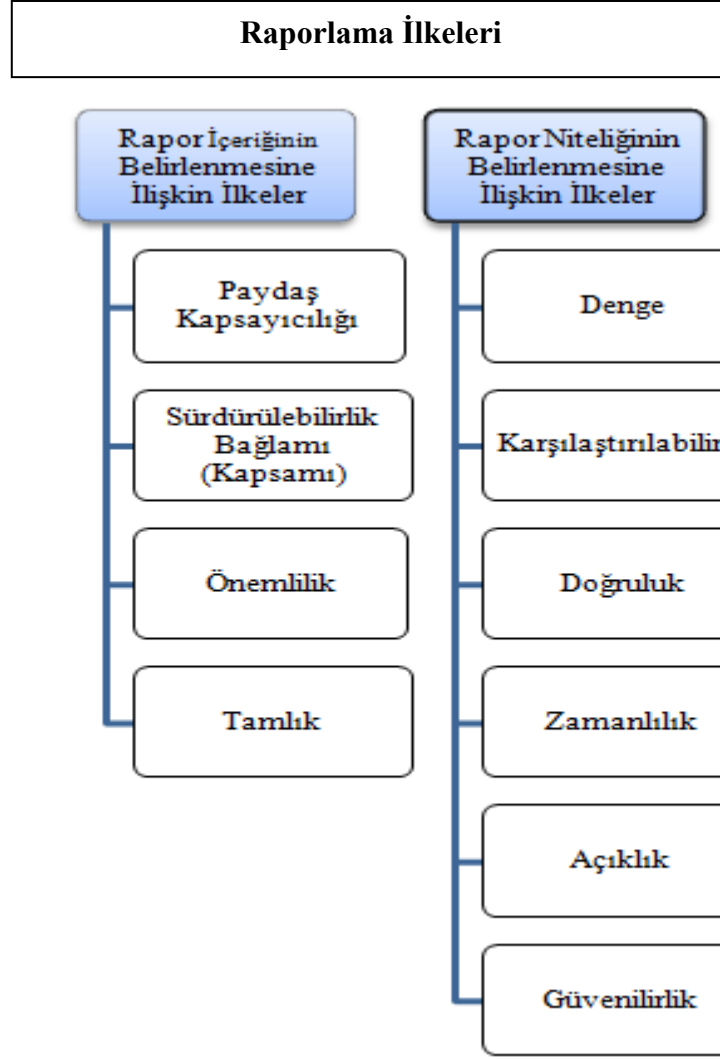 Raporlama İlkeleri
Rapor İçeriğinin
Belirlenmesine
İlişkin İlkeler
Paydaş
Kapsayıcılığı
Sürdürülebilirlik
Bağlamı
(Kapsamı)
Önemlilik
Tamlık
Rapor Niteliğinin
Belirlenmesine
İlişkin İlkeler
Denge
Doğruluk
Zamanlılık
Açıklık
Güvenilirlik